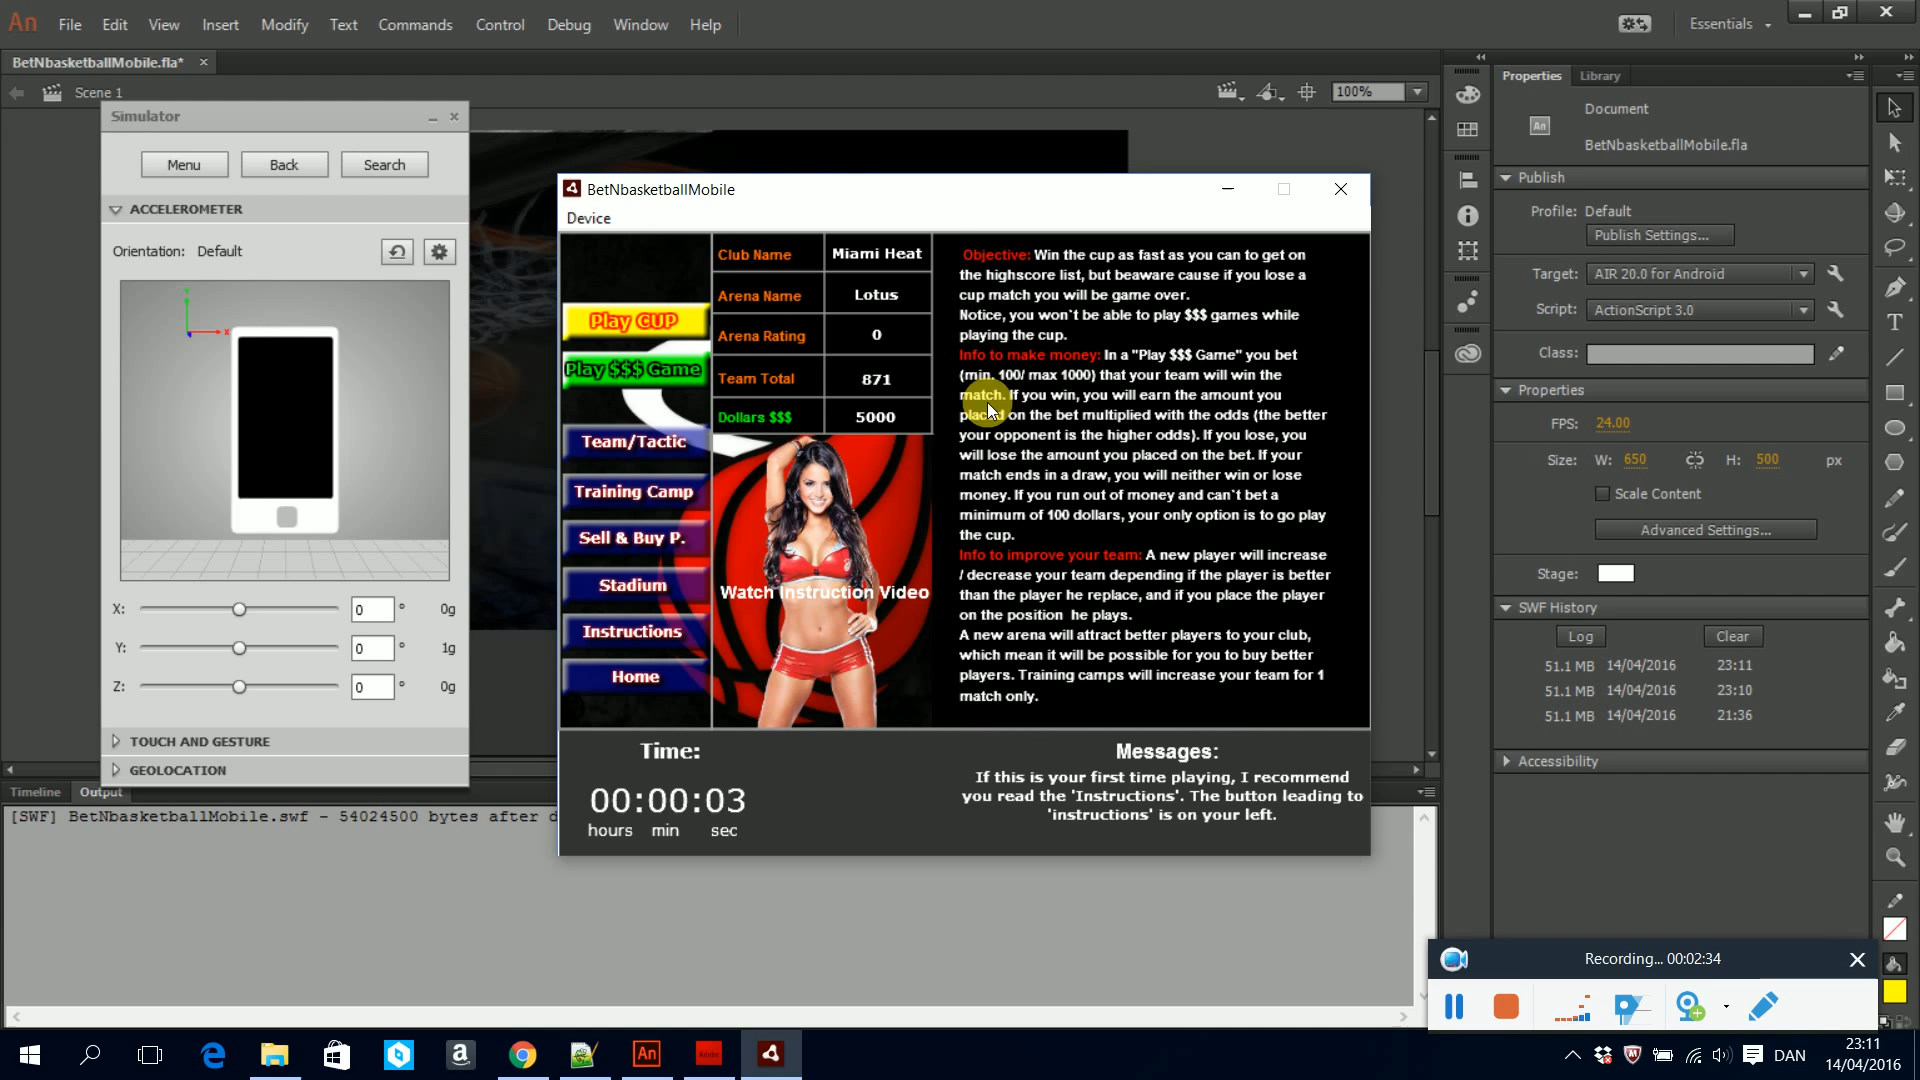 An File Edit View Insert Modify Text Commands Control Debug Window Help
Essentials
BetNbasketballMobile.fla* ×
Scene 1
100%
Simulator
Menu Back Search
ACCELEROMETER
Orientation: Default
Y
X
X: 0 ° 0g
Y: 0 ° 1g
Z: 0 ° 0g
TOUCH AND GESTURE
GEOLOCATION
BetNbasketballMobile
Device
Play CUP
Play $$$ Game
Team/Tactic
Training Camp
Sell & Buy P.
Stadium
Instructions
Home
Club Name Miami Heat
Arena Name Lotus
Arena Rating 0
Team Total 871
Dollars $$$ 5000
Watch Instruction Video
Objective: Win the cup as fast as you can to get on
the highscore list, but beaware cause if you lose a
cup match you will be game over.
Notice, you won`t be able to play $$$ games while
playing the cup.
Info to make money: In a "Play $$$ Game" you bet
(min. 100/ max 1000) that your team will win the
match. If you win, you will earn the amount you
placed on the bet multiplied with the odds (the better
your opponent is the higher odds). If you lose, you
will lose the amount you placed on the bet. If your
match ends in a draw, you will neither win or lose
money. If you run out of money and can`t bet a
minimum of 100 dollars, your only option is to go play
the cup.
Info to improve your team: A new player will increase
/ decrease your team depending if the player is better
than the player he replace, and if you place the player
on the position he plays.
A new arena will attract better players to your club,
which mean it will be possible for you to buy better
players. Training camps will increase your team for 1
match only.
Time:
00:00:03
hours min sec
Messages:
If this is your first time playing, I recommend
you read the 'Instructions'. The button leading to
'instructions' is on your left.
Timeline Output
[SWF] BetNbasketballMobile.swf - 54024500 bytes after d
Properties Library
Document
An
BetNbasketballMobile.fla
Publish
Profile: Default
Publish Settings...
Target: AIR 20.0 for Android
Script: ActionScript 3.0
Class:
Properties
FPS: 24.00
Size: W: 650 H: 500 px
Scale Content
Advanced Settings...
Stage:
SWF History
Log Clear
51.1 MB 14/04/2016 23:11
51.1 MB 14/04/2016 23:10
51.1 MB 14/04/2016 21:36
Accessibility
Recording... 00:02:34
An
Adobe
DAN
23:11
14/04/2016